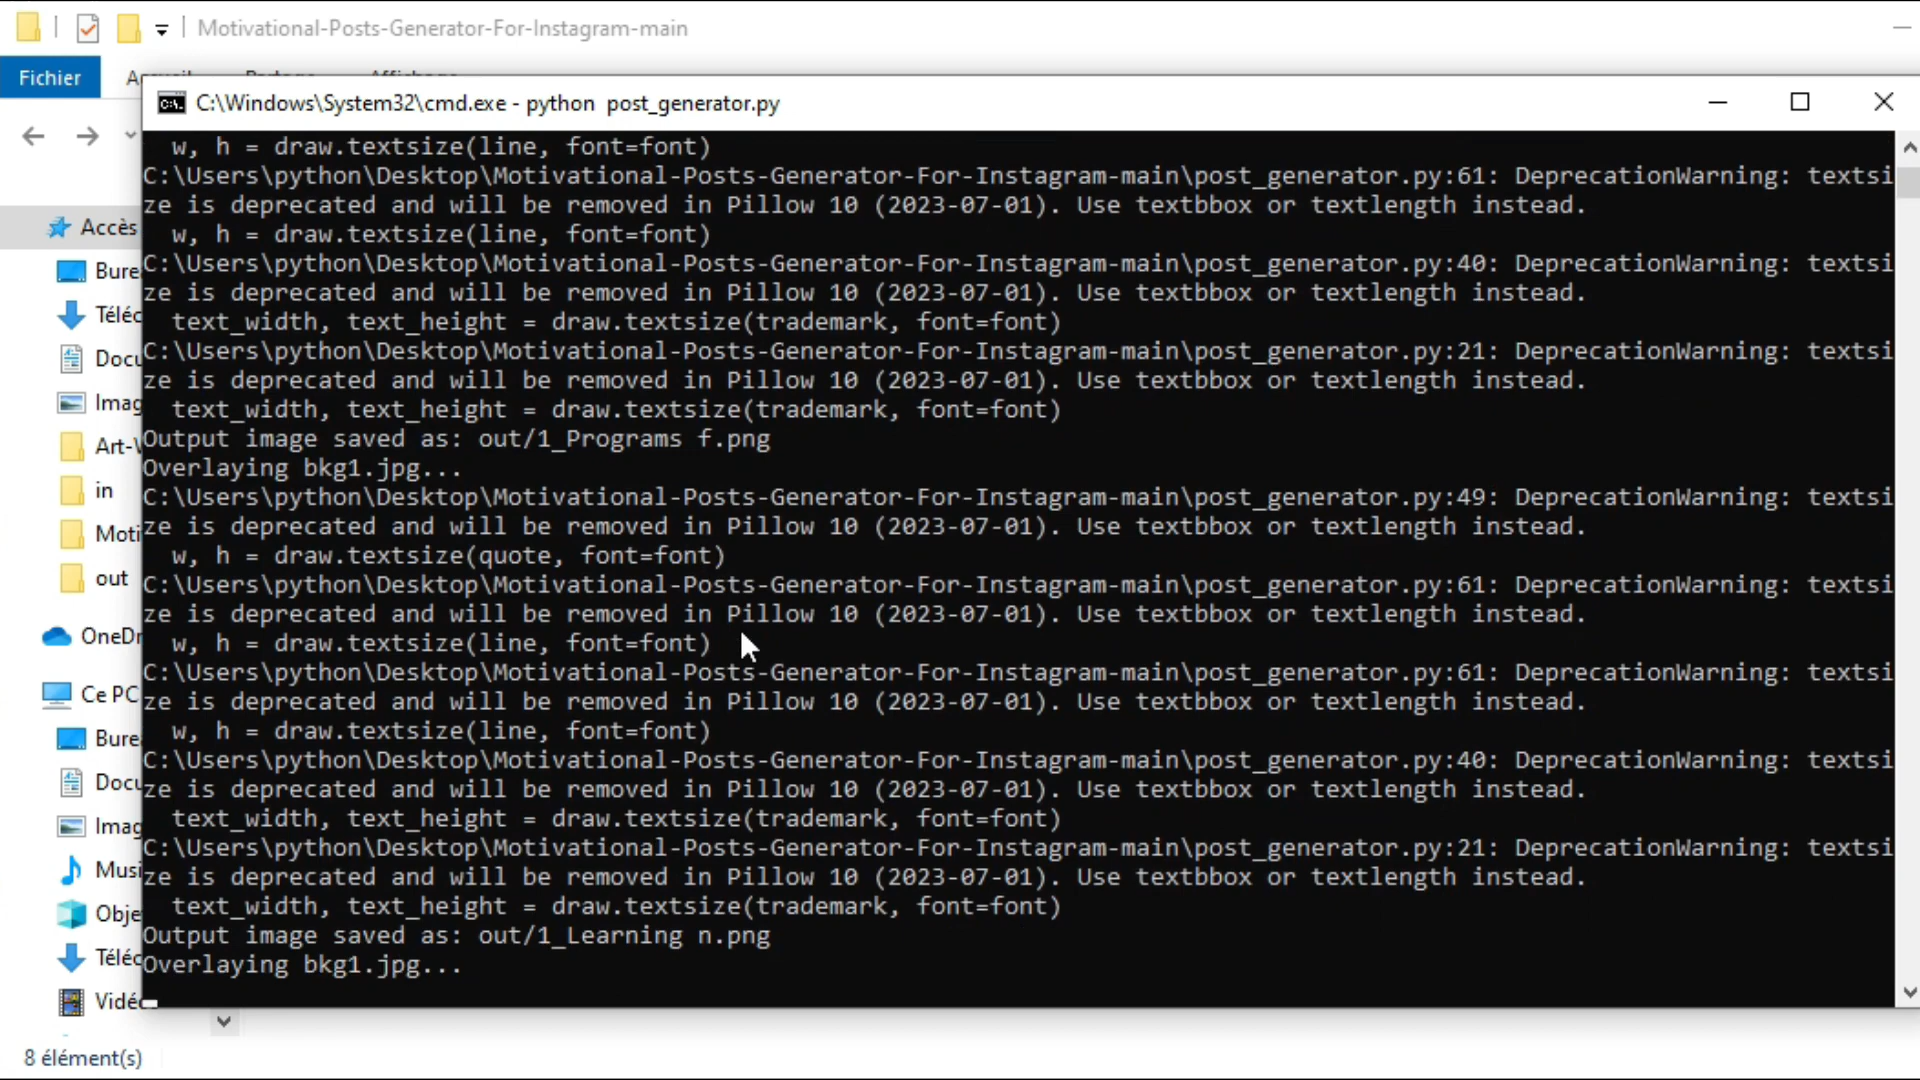 Motivational-Posts-Generator-For-Instagram-main
Fichier
C:\Windows\System32\cmd.exe - python  post_generator.py
  w, h = draw.textsize(line, font=font)
C:\Users\python\Desktop\Motivational-Posts-Generator-For-Instagram-main\post_generator.py:61: DeprecationWarning: textsi
ze is deprecated and will be removed in Pillow 10 (2023-07-01). Use textbbox or textlength instead.
  w, h = draw.textsize(line, font=font)
C:\Users\python\Desktop\Motivational-Posts-Generator-For-Instagram-main\post_generator.py:40: DeprecationWarning: textsi
ze is deprecated and will be removed in Pillow 10 (2023-07-01). Use textbbox or textlength instead.
  text_width, text_height = draw.textsize(trademark, font=font)
C:\Users\python\Desktop\Motivational-Posts-Generator-For-Instagram-main\post_generator.py:21: DeprecationWarning: textsi
ze is deprecated and will be removed in Pillow 10 (2023-07-01). Use textbbox or textlength instead.
  text_width, text_height = draw.textsize(trademark, font=font)
Output image saved as: out/1_Programs f.png
Overlaying bkg1.jpg...
C:\Users\python\Desktop\Motivational-Posts-Generator-For-Instagram-main\post_generator.py:49: DeprecationWarning: textsi
ze is deprecated and will be removed in Pillow 10 (2023-07-01). Use textbbox or textlength instead.
  w, h = draw.textsize(quote, font=font)
C:\Users\python\Desktop\Motivational-Posts-Generator-For-Instagram-main\post_generator.py:61: DeprecationWarning: textsi
ze is deprecated and will be removed in Pillow 10 (2023-07-01). Use textbbox or textlength instead.
  w, h = draw.textsize(line, font=font)
C:\Users\python\Desktop\Motivational-Posts-Generator-For-Instagram-main\post_generator.py:61: DeprecationWarning: textsi
ze is deprecated and will be removed in Pillow 10 (2023-07-01). Use textbbox or textlength instead.
  w, h = draw.textsize(line, font=font)
C:\Users\python\Desktop\Motivational-Posts-Generator-For-Instagram-main\post_generator.py:40: DeprecationWarning: textsi
ze is deprecated and will be removed in Pillow 10 (2023-07-01). Use textbbox or textlength instead.
  text_width, text_height = draw.textsize(trademark, font=font)
C:\Users\python\Desktop\Motivational-Posts-Generator-For-Instagram-main\post_generator.py:21: DeprecationWarning: textsi
ze is deprecated and will be removed in Pillow 10 (2023-07-01). Use textbbox or textlength instead.
  text_width, text_height = draw.textsize(trademark, font=font)
Output image saved as: out/1_Learning n.png
Overlaying bkg1.jpg...
Accès
Bure
Téléc
Docu
Imag
Art-
in
Moti
out
OneDr
Ce PC
Bure
Docu
Imag
Musi
Obje
Téléc
Vidéo
8 élément(s)